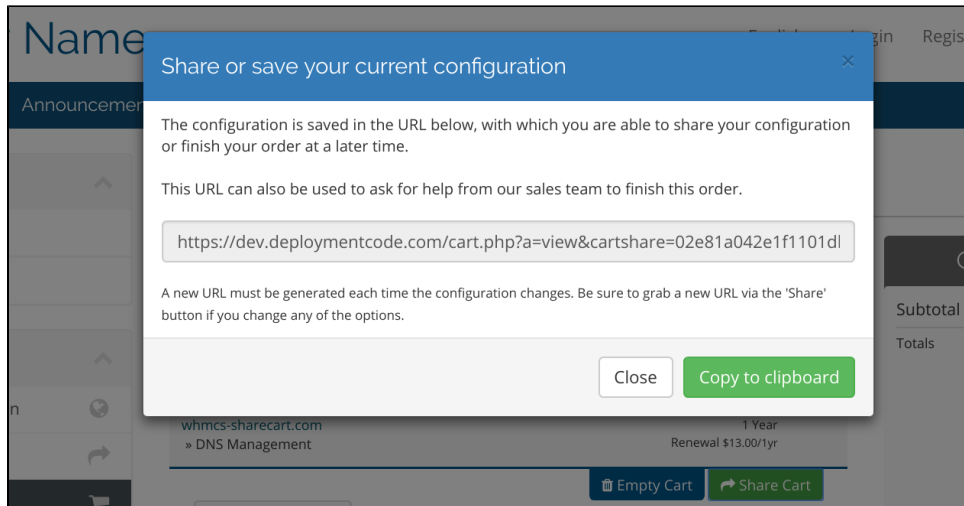 Name
Login
Regis
Announcemen
Share or save your current configuration
×
The configuration is saved in the URL below, with which you are able to share your configuration
or finish your order at a later time.
This URL can also be used to ask for help from our sales team to finish this order.
https://dev.deploymentcode.com/cart.php?a=view&cartshare=02e81a042e1f1101dl
A new URL must be generated each time the configuration changes. Be sure to grab a new URL via the 'Share'
button if you change any of the options.
Subtotal
Totals
Close
Copy to clipboard
n
whmcs-sharecart.com
1 Year
» DNS Management
Renewal $13.00/1yr
Empty Cart
Share Cart